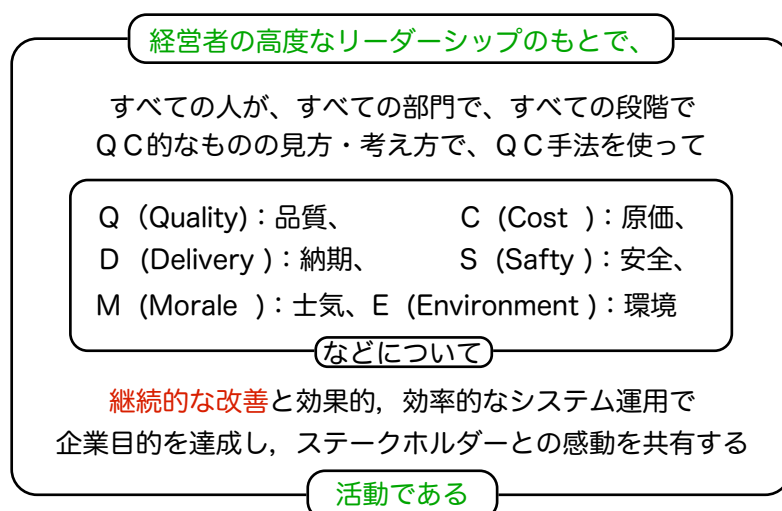 経営者の高度なリーダーシップのもとで、
すべての人が、すべての部門で、すべての段階で
ＱＣ的なものの見方・考え方で、ＱＣ手法を使って
Q （Quality)：品質、 C (Cost )：原価、
D (Delivery )：納期、 S (Safty )：安全、
M (Morale )：士気、E (Environment )：環境
などについて
継続的な改善と効果的，効率的なシステム運用で
企業目的を達成し，ステークホルダーとの感動を共有する
活動である